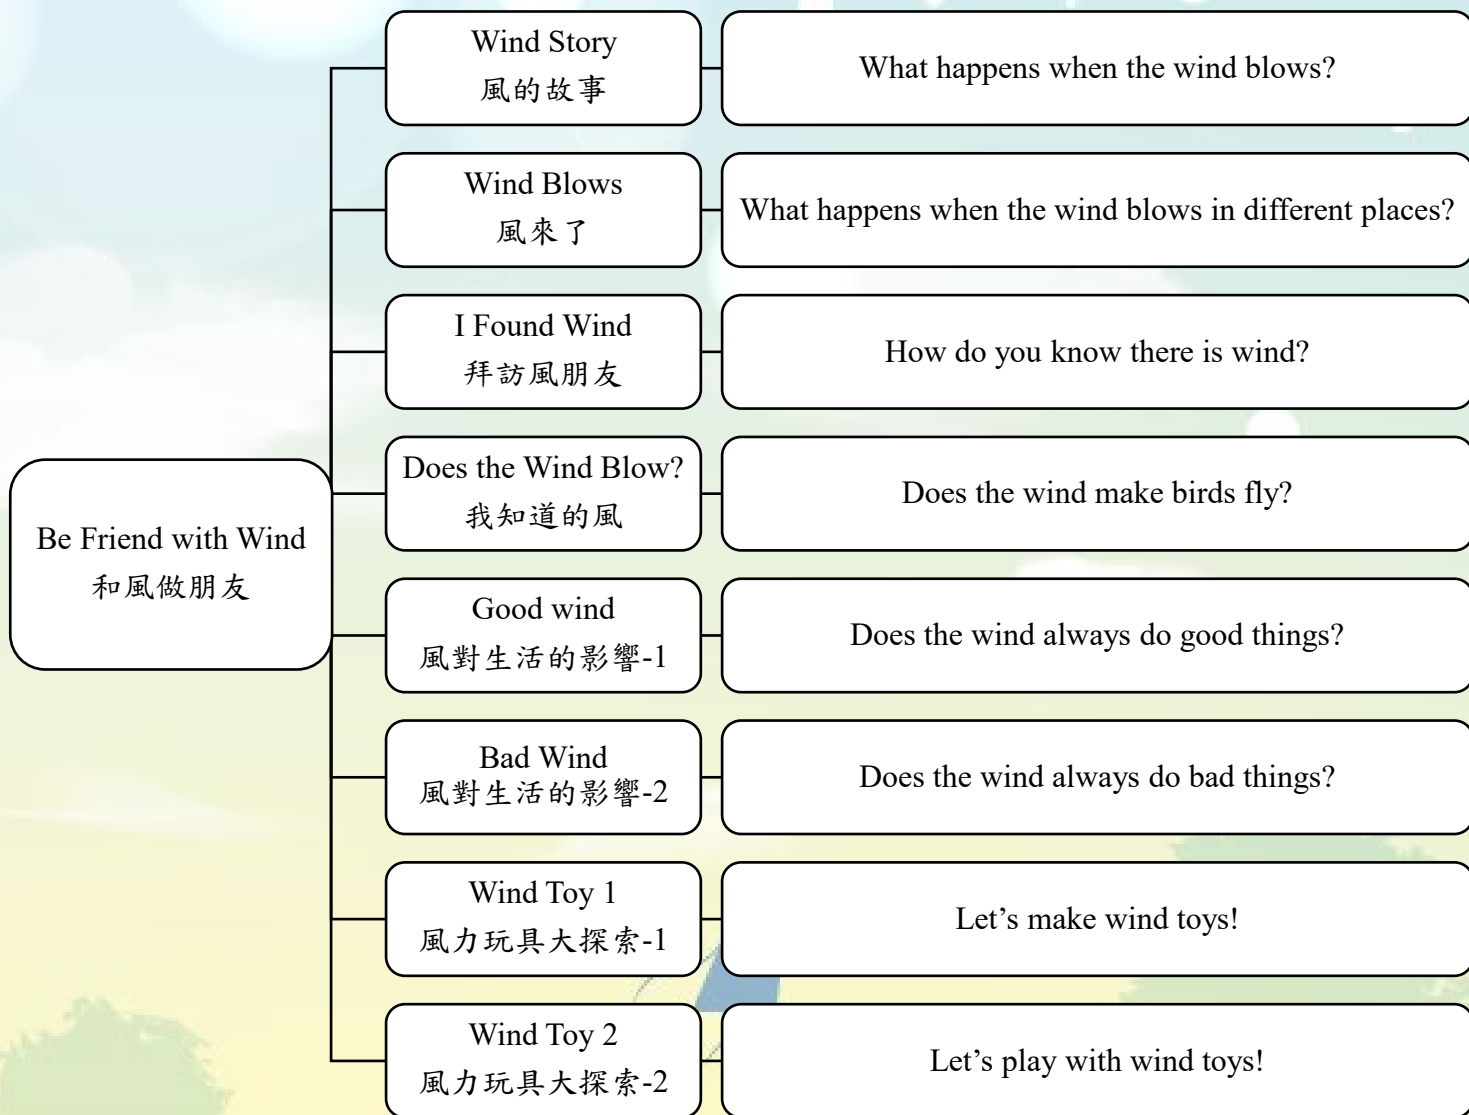 Be Friend with Wind
和風做朋友
Wind Story
風的故事
What happens when the wind blows?
Wind Blows
風來了
What happens when the wind blows in different places?
I Found Wind
拜訪風朋友
How do you know there is wind?
Does the Wind Blow?
我知道的風
Does the wind make birds fly?
Good wind
風對生活的影響-1
Does the wind always do good things?
Bad Wind
風對生活的影響-2
Does the wind always do bad things?
Wind Toy 1
風力玩具大探索-1
Let’s make wind toys!
Wind Toy 2
風力玩具大探索-2
Let’s play with wind toys!